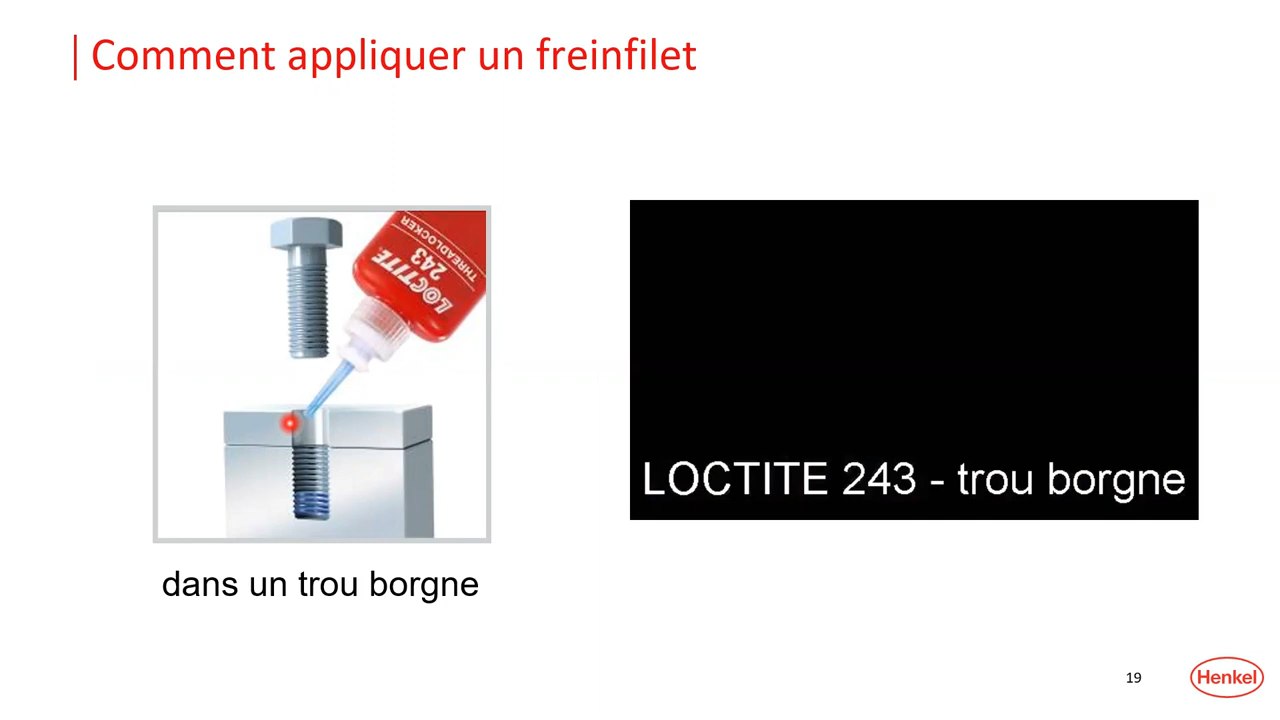 Comment appliquer un freinfilet
THREADLOCKER
243
LOCTITE
LOCTITE 243 - trou borgne
dans un trou borgne
19
Henkel